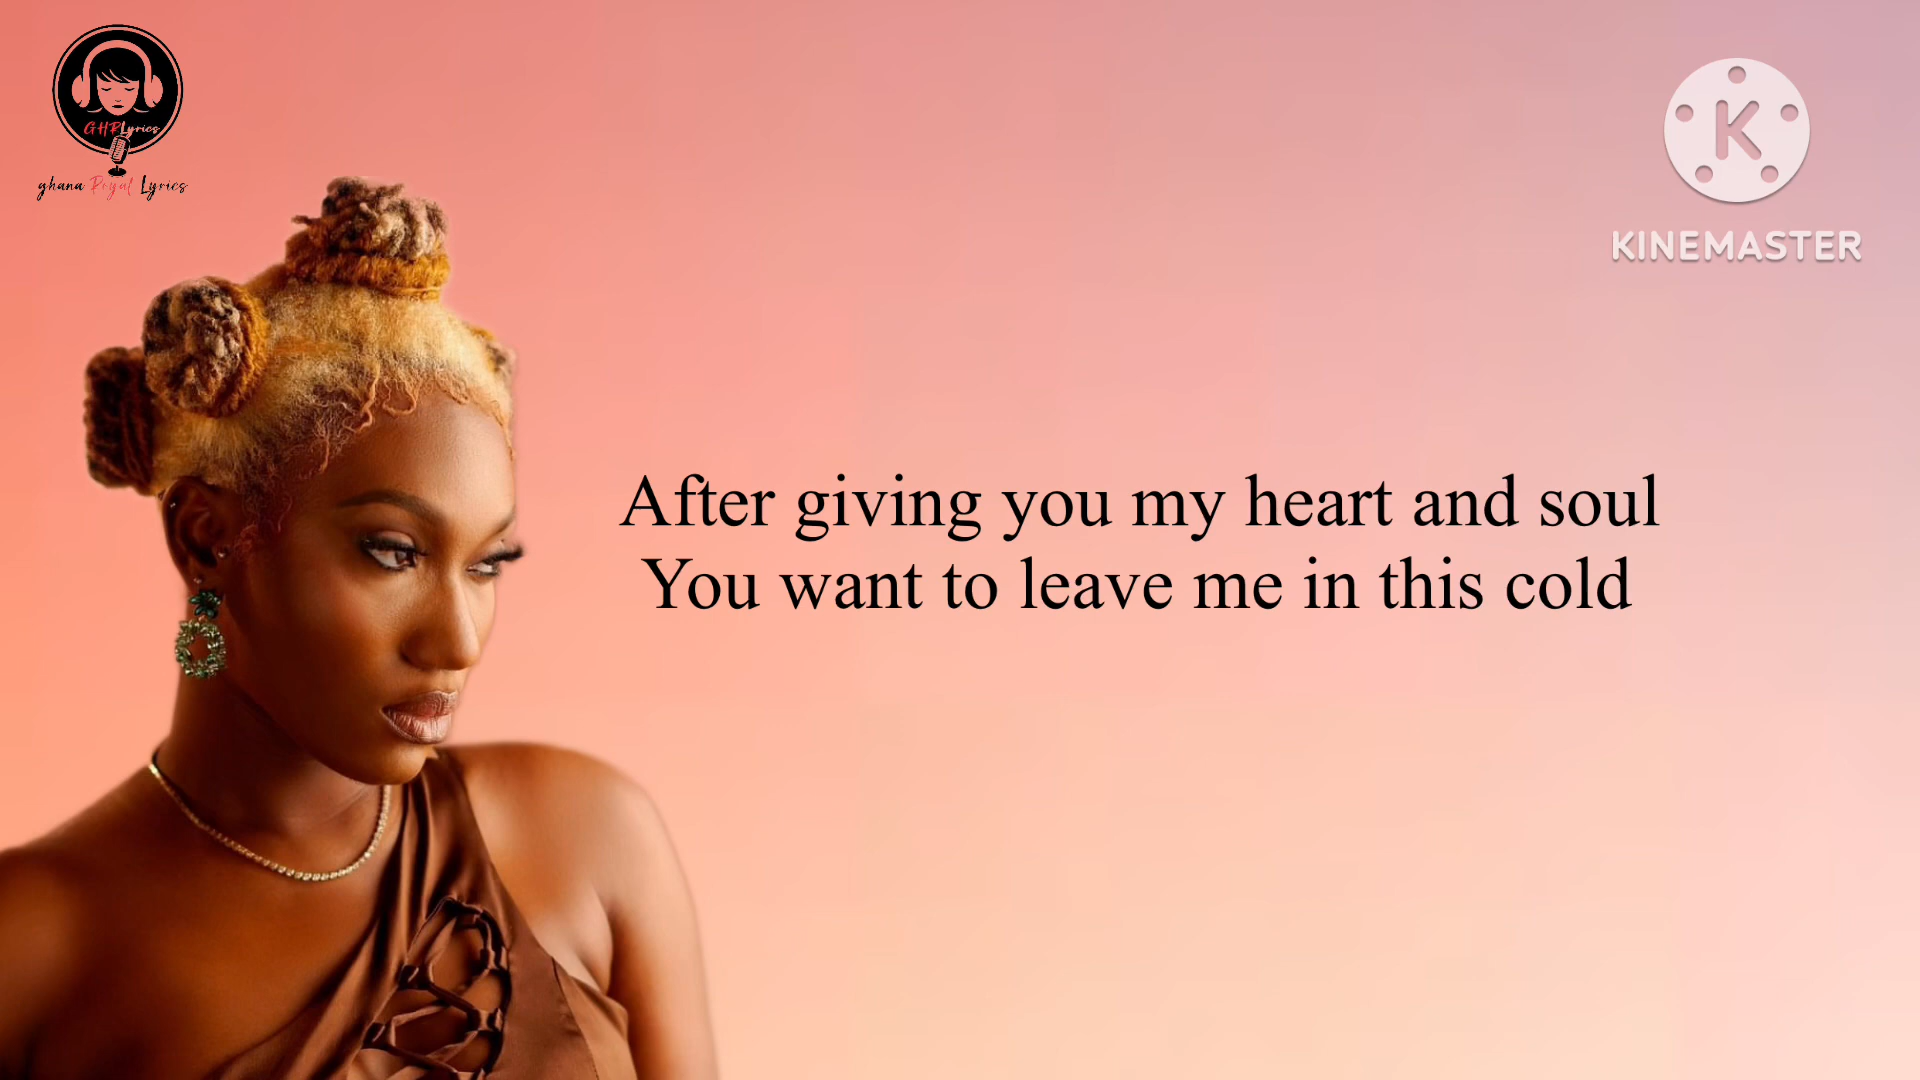 GHRLyrics
ghana Royal Lyrics
K
KINEMASTER
After giving you my heart and soul
You want to leave me in this cold